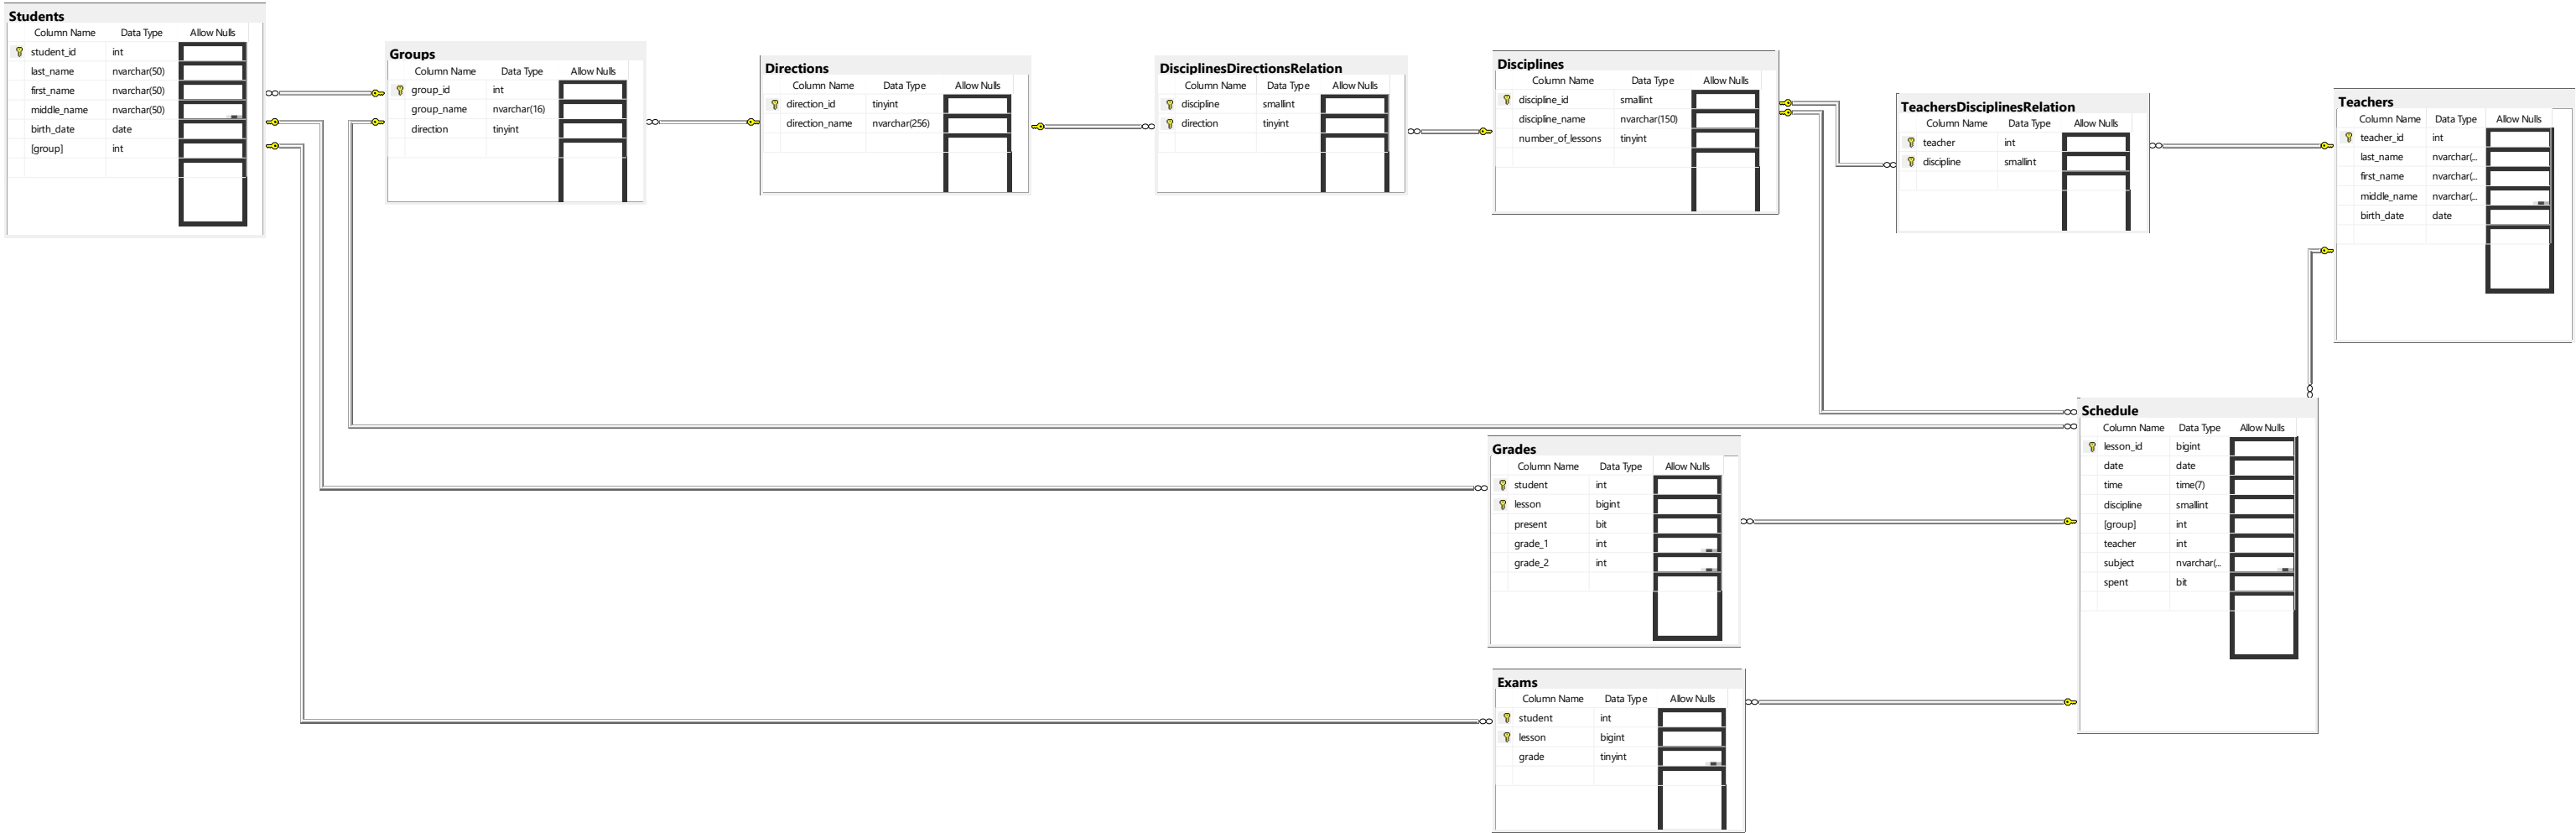 Students
Column Name Data Type Allow Nulls
student_id int
last_name nvarchar(50)
first_name nvarchar(50)
middle_name nvarchar(50)
birth_date date
[group] int
Groups
Column Name Data Type Allow Nulls
group_id int
group_name nvarchar(16)
direction tinyint
Directions
Column Name Data Type Allow Nulls
direction_id tinyint
direction_name nvarchar(256)
DisciplinesDirectionsRelation
Column Name Data Type Allow Nulls
discipline smallint
direction tinyint
Disciplines
Column Name Data Type Allow Nulls
discipline_id smallint
discipline_name nvarchar(150)
number_of_lessons tinyint
TeachersDisciplinesRelation
Column Name Data Type Allow Nulls
teacher int
discipline smallint
Teachers
Column Name Data Type Allow Nulls
teacher_id int
last_name nvarchar(...
first_name nvarchar(...
middle_name nvarchar(...
birth_date date
Schedule
Column Name Data Type Allow Nulls
lesson_id bigint
date date
time time(7)
discipline smallint
[group] int
teacher int
subject nvarchar(...
spent bit
Grades
Column Name Data Type Allow Nulls
student int
lesson bigint
present bit
grade_1 int
grade_2 int
Exams
Column Name Data Type Allow Nulls
student int
lesson bigint
grade tinyint